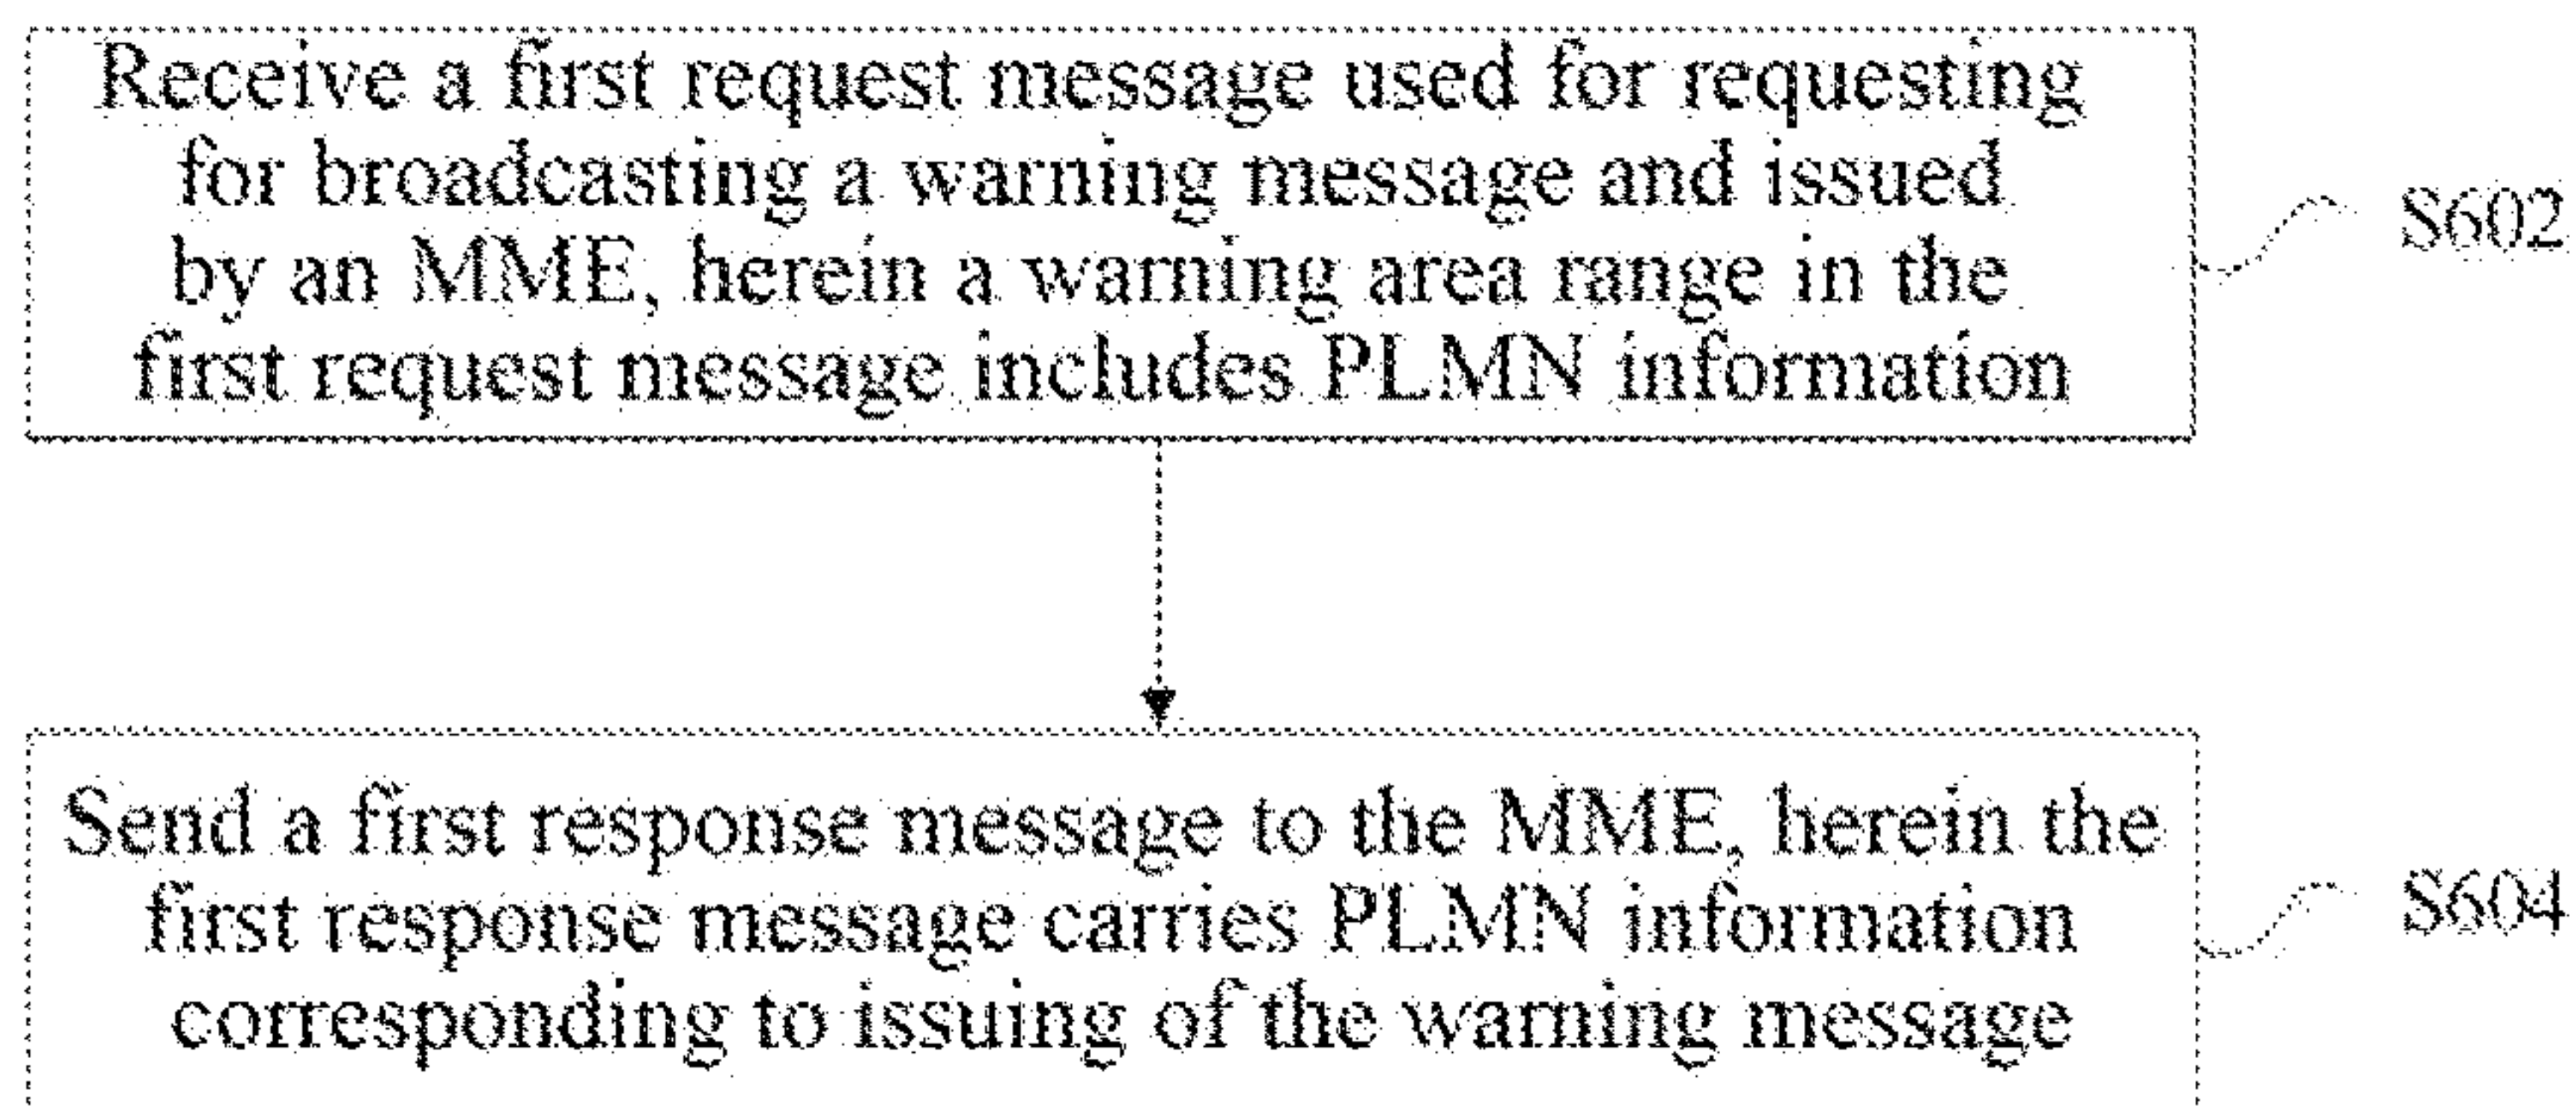 Receive a first request message used for requesting
for broadcasting a warning message and issued
by an MME, herein a warning area range in the
first request message includes PLMN information
S602
Send a first response message to the MME, herein the
first response message carries PLMN information
corresponding to issuing of the warning message
S604